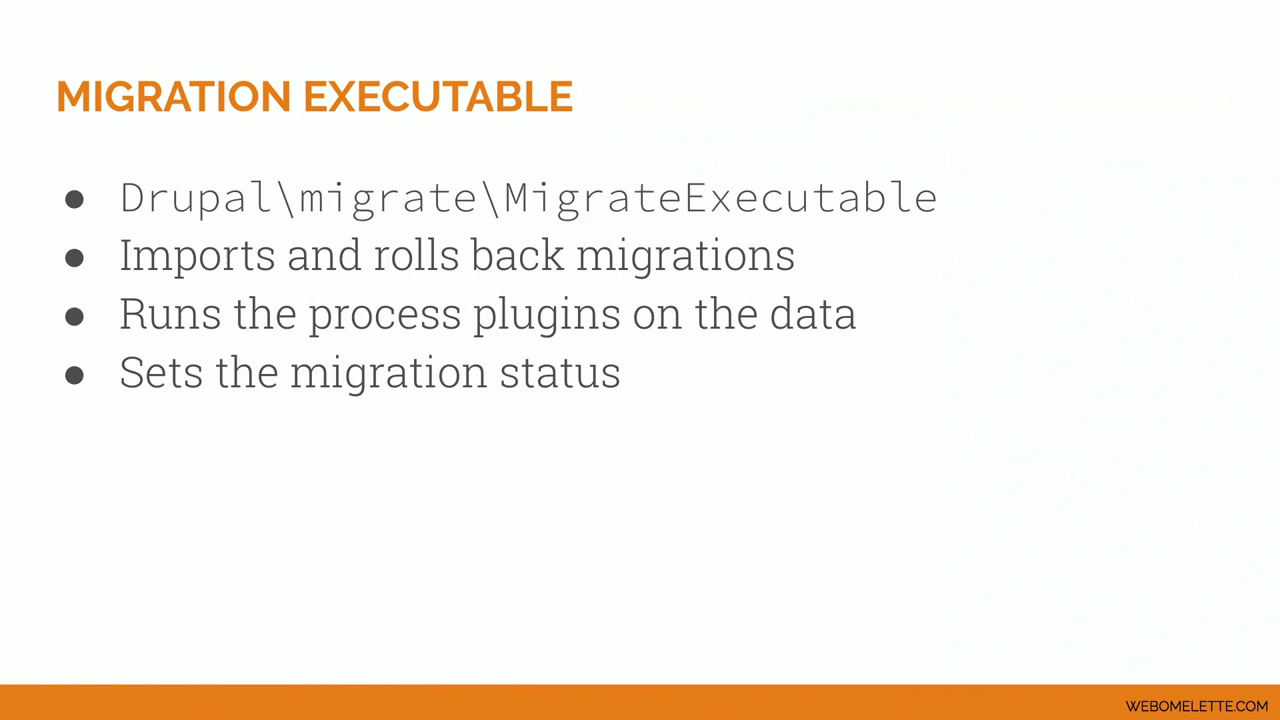 MIGRATION EXECUTABLE
● Drupal\migrate\MigrateExecutable
● Imports and rolls back migrations
● Runs the process plugins on the data
● Sets the migration status
WEBOMELETTE.COM